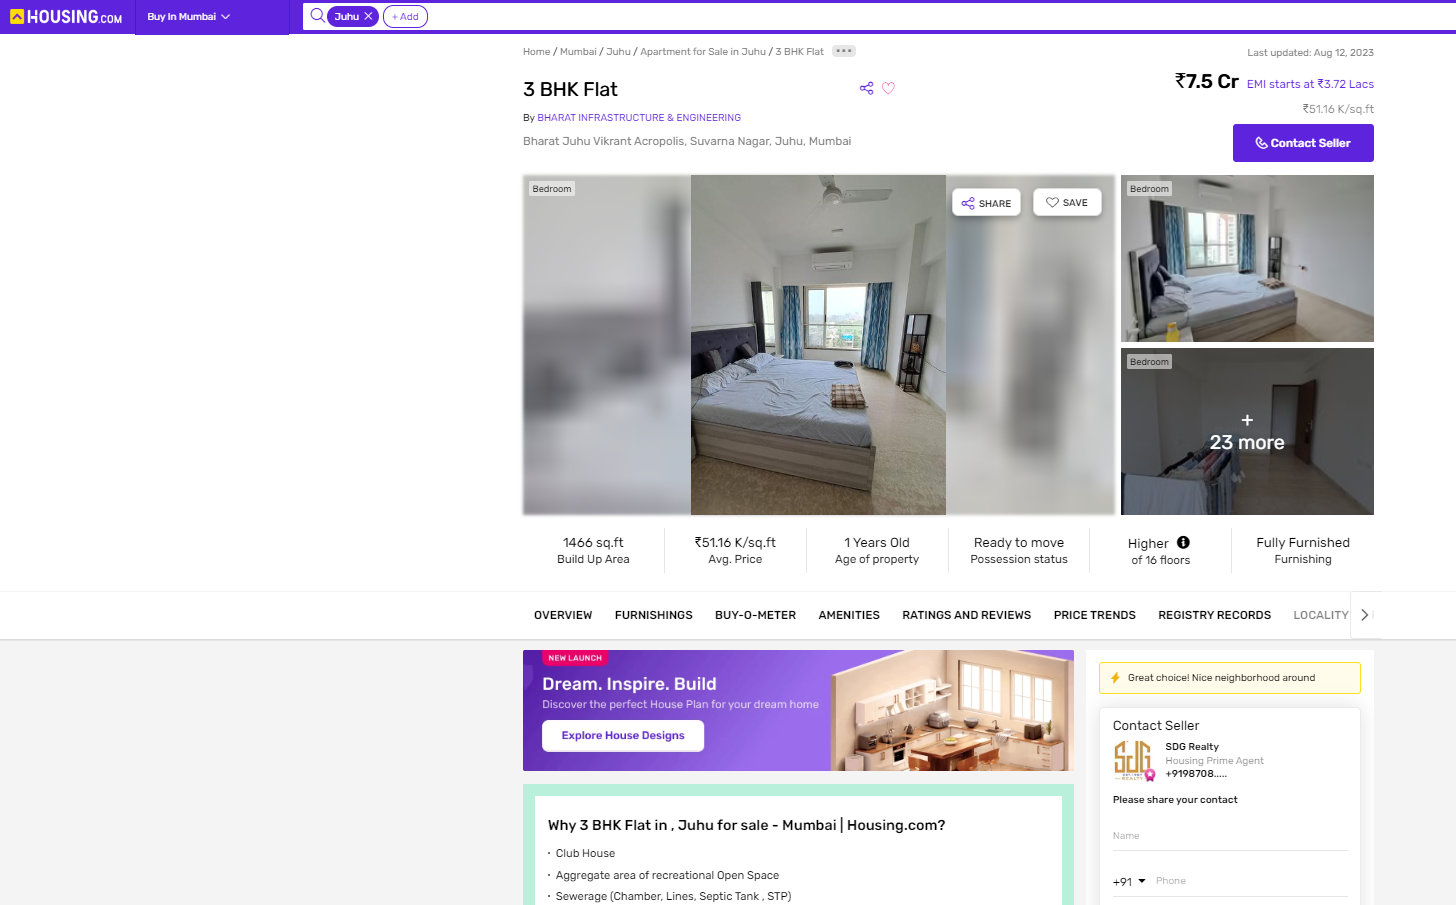 HOUSING.COM
Buy In Mumbai
Juhu
+ Add
Home / Mumbai / Juhu / Apartment for Sale in Juhu / 3 BHK Flat
Last updated: Aug 12, 2023
3 BHK Flat
₹7.5 Cr EMI starts at ₹3.72 Lacs
₹51.16 K/sq.ft
By BHARAT INFRASTRUCTURE & ENGINEERING
Bharat Juhu Vikrant Acropolis, Suvarna Nagar, Juhu, Mumbai
Contact Seller
Bedroom
SHARE
SAVE
Bedroom
Bedroom
+
23 more
1466 sq.ft
Build Up Area
₹51.16 K/sq.ft
Avg. Price
1 Years Old
Age of property
Ready to move
Possession status
Higher
of 16 floors
Fully Furnished
Furnishing
OVERVIEW FURNISHINGS BUY-O-METER AMENITIES RATINGS AND REVIEWS PRICE TRENDS REGISTRY RECORDS LOCALITY
NEW LAUNCH
Dream. Inspire. Build
Discover the perfect House Plan for your dream home
Explore House Designs
Great choice! Nice neighborhood around
Contact Seller
SDG Realty
Housing Prime Agent
+9198708.....
Please share your contact
Name
+91 Phone
Why 3 BHK Flat in , Juhu for sale - Mumbai | Housing.com?
· Club House
· Aggregate area of recreational Open Space
· Sewerage (Chamber, Lines, Septic Tank , STP)